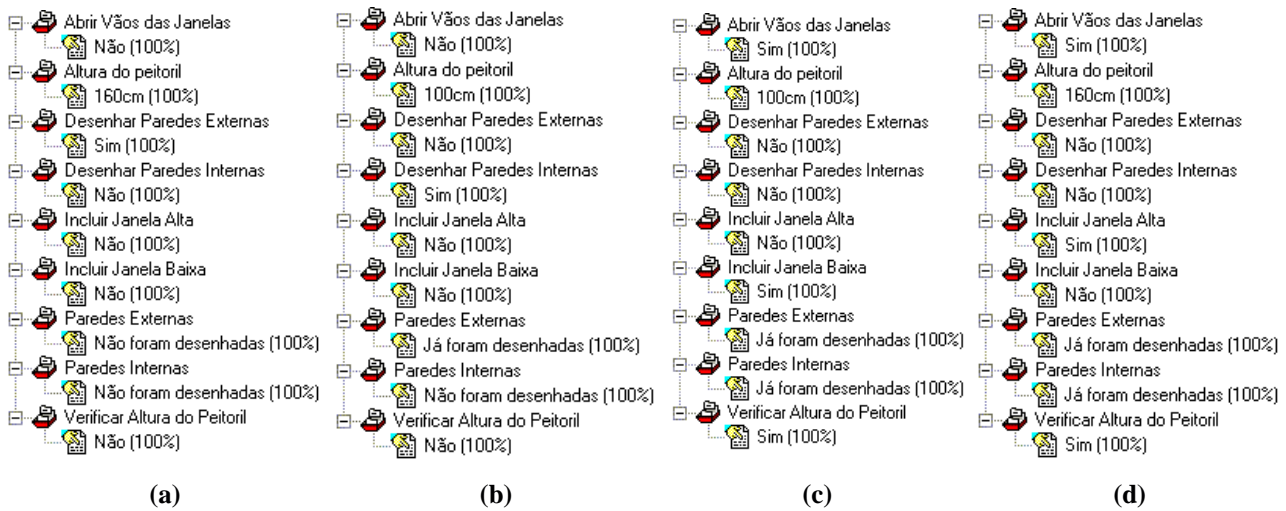 Abrir Vãos das Janelas
Não (100%)
Altura do peitoril
160cm (100%)
Desenhar Paredes Externas
Sim (100%)
Desenhar Paredes Internas
Não (100%)
Incluir Janela Alta
Não (100%)
Incluir Janela Baixa
Não (100%)
Paredes Externas
Não foram desenhadas (100%)
Paredes Internas
Não foram desenhadas (100%)
Verificar Altura do Peitoril
Não (100%)
(a)
Abrir Vãos das Janelas
Não (100%)
Altura do peitoril
100cm (100%)
Desenhar Paredes Externas
Não (100%)
Desenhar Paredes Internas
Sim (100%)
Incluir Janela Alta
Não (100%)
Incluir Janela Baixa
Não (100%)
Paredes Externas
Já foram desenhadas (100%)
Paredes Internas
Não foram desenhadas (100%)
Verificar Altura do Peitoril
Não (100%)
(b)
Abrir Vãos das Janelas
Sim (100%)
Altura do peitoril
100cm (100%)
Desenhar Paredes Externas
Não (100%)
Desenhar Paredes Internas
Não (100%)
Incluir Janela Alta
Não (100%)
Incluir Janela Baixa
Sim (100%)
Paredes Externas
Já foram desenhadas (100%)
Paredes Internas
Já foram desenhadas (100%)
Verificar Altura do Peitoril
Sim (100%)
(c)
Abrir Vãos das Janelas
Sim (100%)
Altura do peitoril
160cm (100%)
Desenhar Paredes Externas
Não (100%)
Desenhar Paredes Internas
Não (100%)
Incluir Janela Alta
Sim (100%)
Incluir Janela Baixa
Não (100%)
Paredes Externas
Já foram desenhadas (100%)
Paredes Internas
Já foram desenhadas (100%)
Verificar Altura do Peitoril
Sim (100%)
(d)